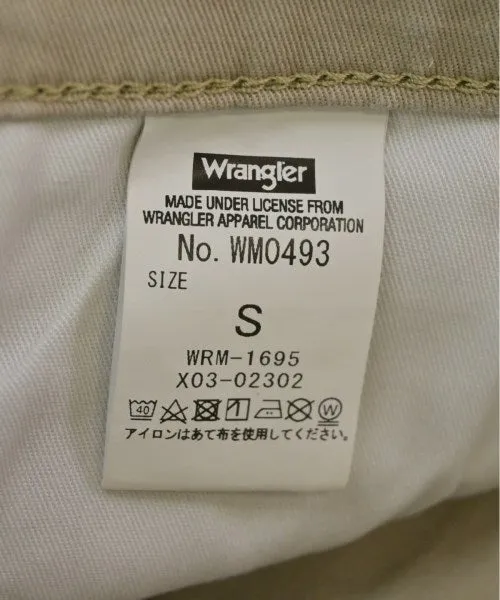 Wrangler
MADE UNDER LICENSE FROM
WRANGLER APPAREL CORPORATION
No. WM0493
SIZE
S
WRM-1695
X03-02302
40 W
アイロンはあて布を使用してください。